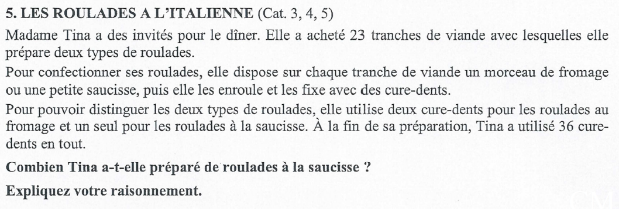 5. LES ROULADES A L'ITALIENNE (Cat. 3, 4, 5)
Madame Tina a des invités pour le dîner. Elle a acheté 23 tranches de viande avec lesquelles elle
prépare deux types de roulades.
Pour confectionner ses roulades, elle dispose sur chaque tranche de viande un morceau de fromage
ou une petite saucisse, puis elle les enroule et les fixe avec des cure-dents.
Pour pouvoir distinguer les deux types de roulades, elle utilise deux cure-dents pour les roulades au
fromage et un seul pour les roulades à la saucisse. À la fin de sa préparation, Tina a utilisé 36 cure-
dents en tout.
Combien Tina a-t-elle préparé de roulades à la saucisse ?
Expliquez votre raisonnement.